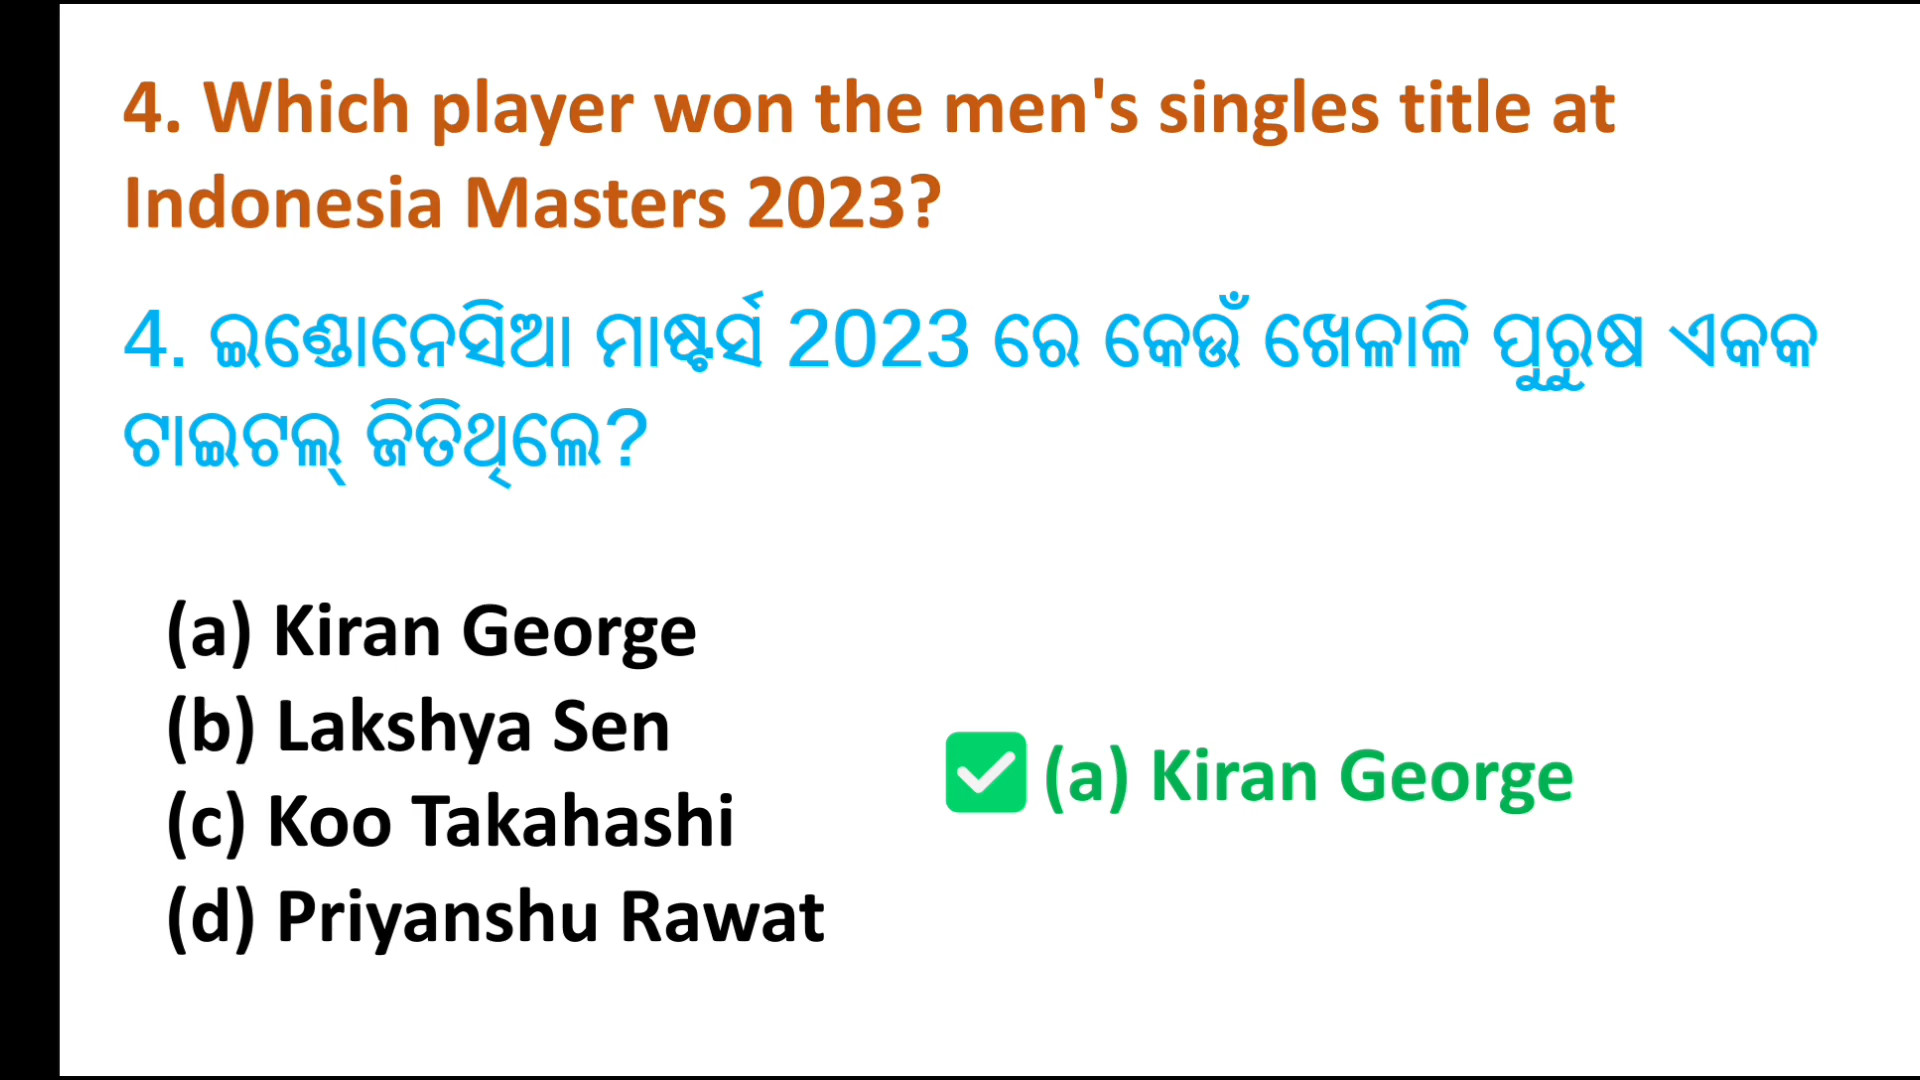 4. Which player won the men's singles title at
Indonesia Masters 2023?
4. ଇଣ୍ଡୋନେସିଆ ମାଷ୍ଟର୍ସ 2023 ରେ କେଉଁ ଖେଳାଳି ପୁରୁଷ ଏକକ
ଟାଇଟଲ୍ ଜିତିଥିଲେ?
(a) Kiran George
(b) Lakshya Sen
(c) Koo Takahashi
(d) Priyanshu Rawat
✅ (a) Kiran George